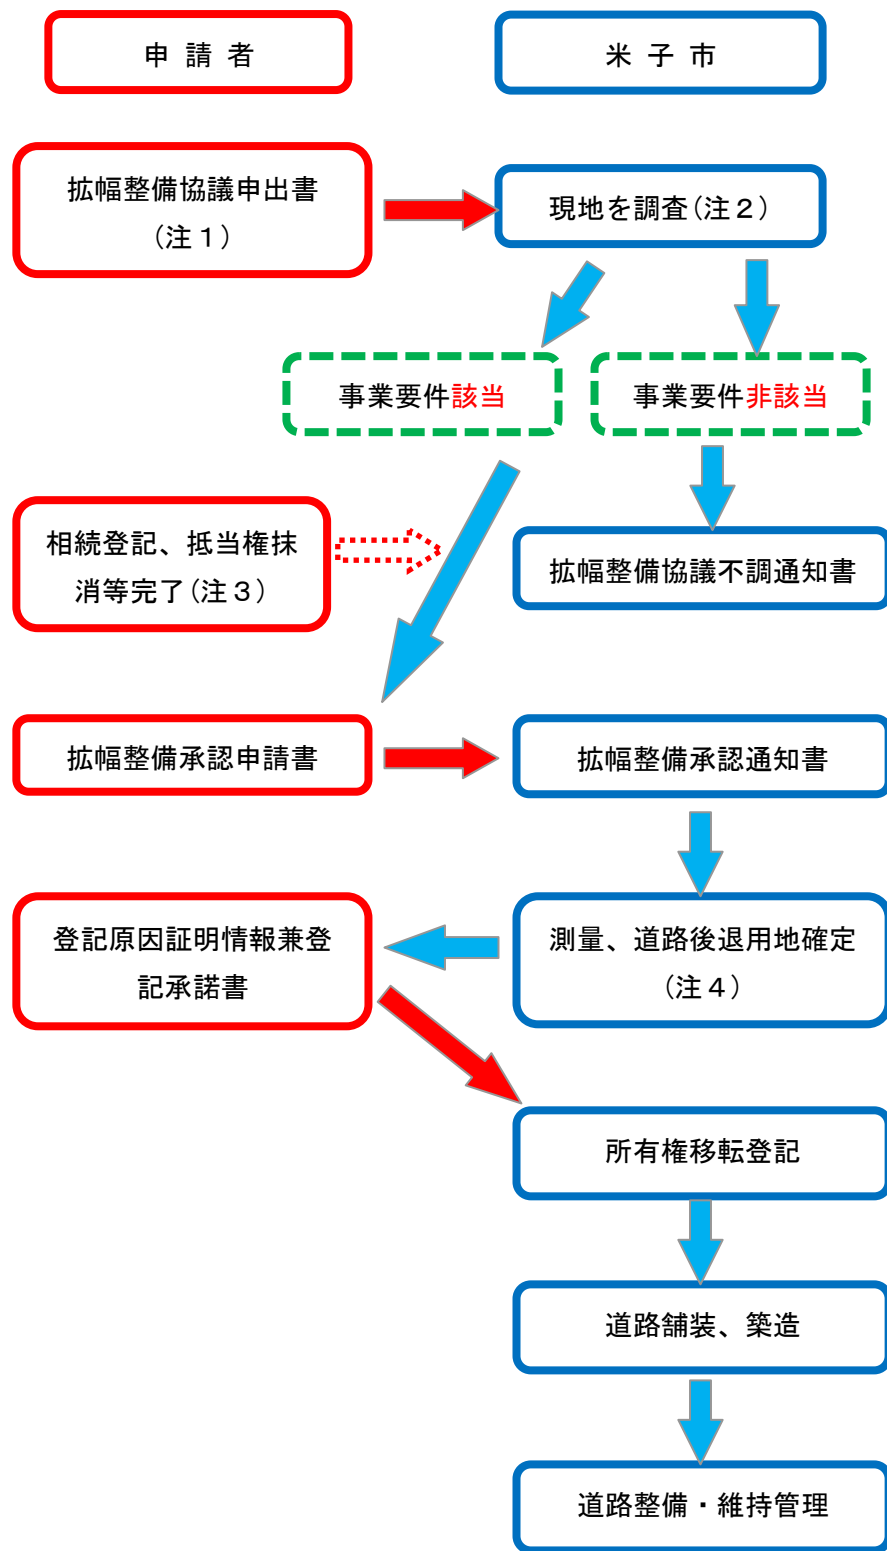 申 請 者
米 子 市
拡幅整備協議申出書
(注１)
現地を調査(注２)
事業要件該当
事業要件非該当
相続登記、抵当権抹
消等完了(注３)
拡幅整備協議不調通知書
拡幅整備承認申請書
拡幅整備承認通知書
登記原因証明情報兼登
記承諾書
測量、道路後退用地確定
(注４)
所有権移転登記
道路舗装、築造
道路整備・維持管理